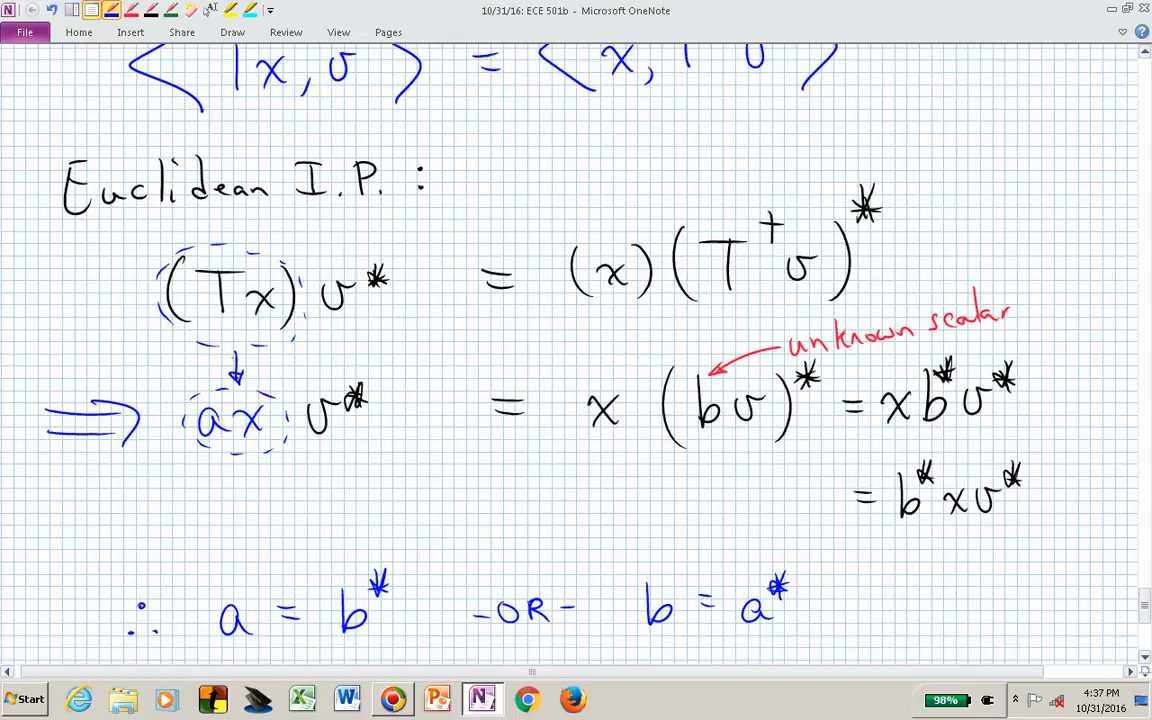 10/31/16: ECE 501b - Microsoft OneNote
File Home Insert Share Draw Review View Pages
⟨Tx, v⟩ = ⟨x, T v⟩
Euclidean I.P. :
(Tx) v* = (x)(T† v)*
unknown scalar
⇒ ax v* = x (bv)* = x b* v*
= b* x v*
∴ a = b* -OR- b = a*
Start
98%
4:37 PM
10/31/2016